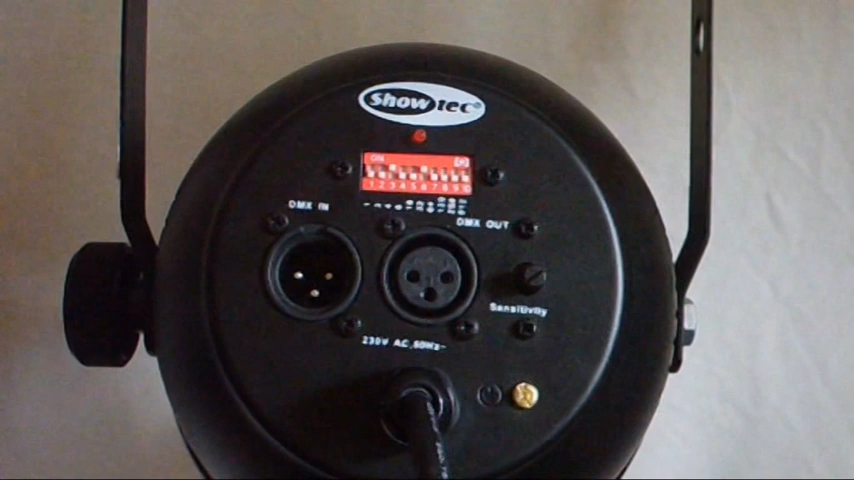 Showtec®
ON
1 2 3 4 5 6 7 8 9 10
DMX IN
DMX OUT
Sensitivity
230V AC, 50Hz~